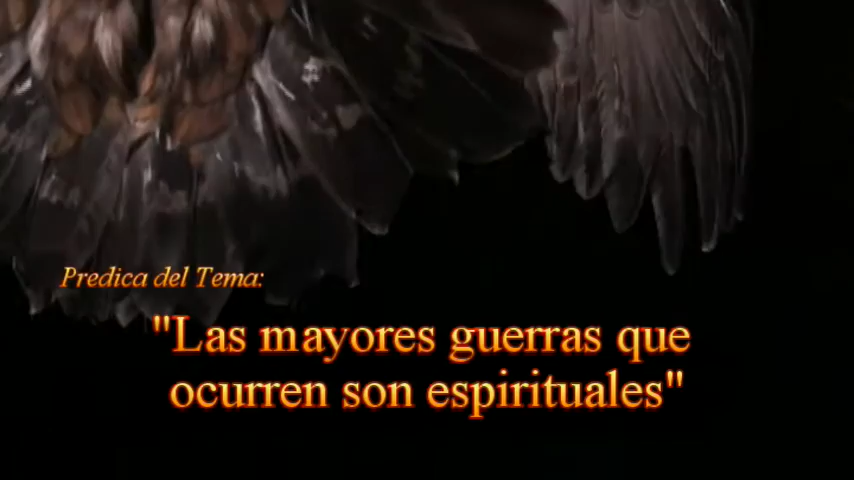 Predica del Tema:
"Las mayores guerras que
ocurren son espirituales"